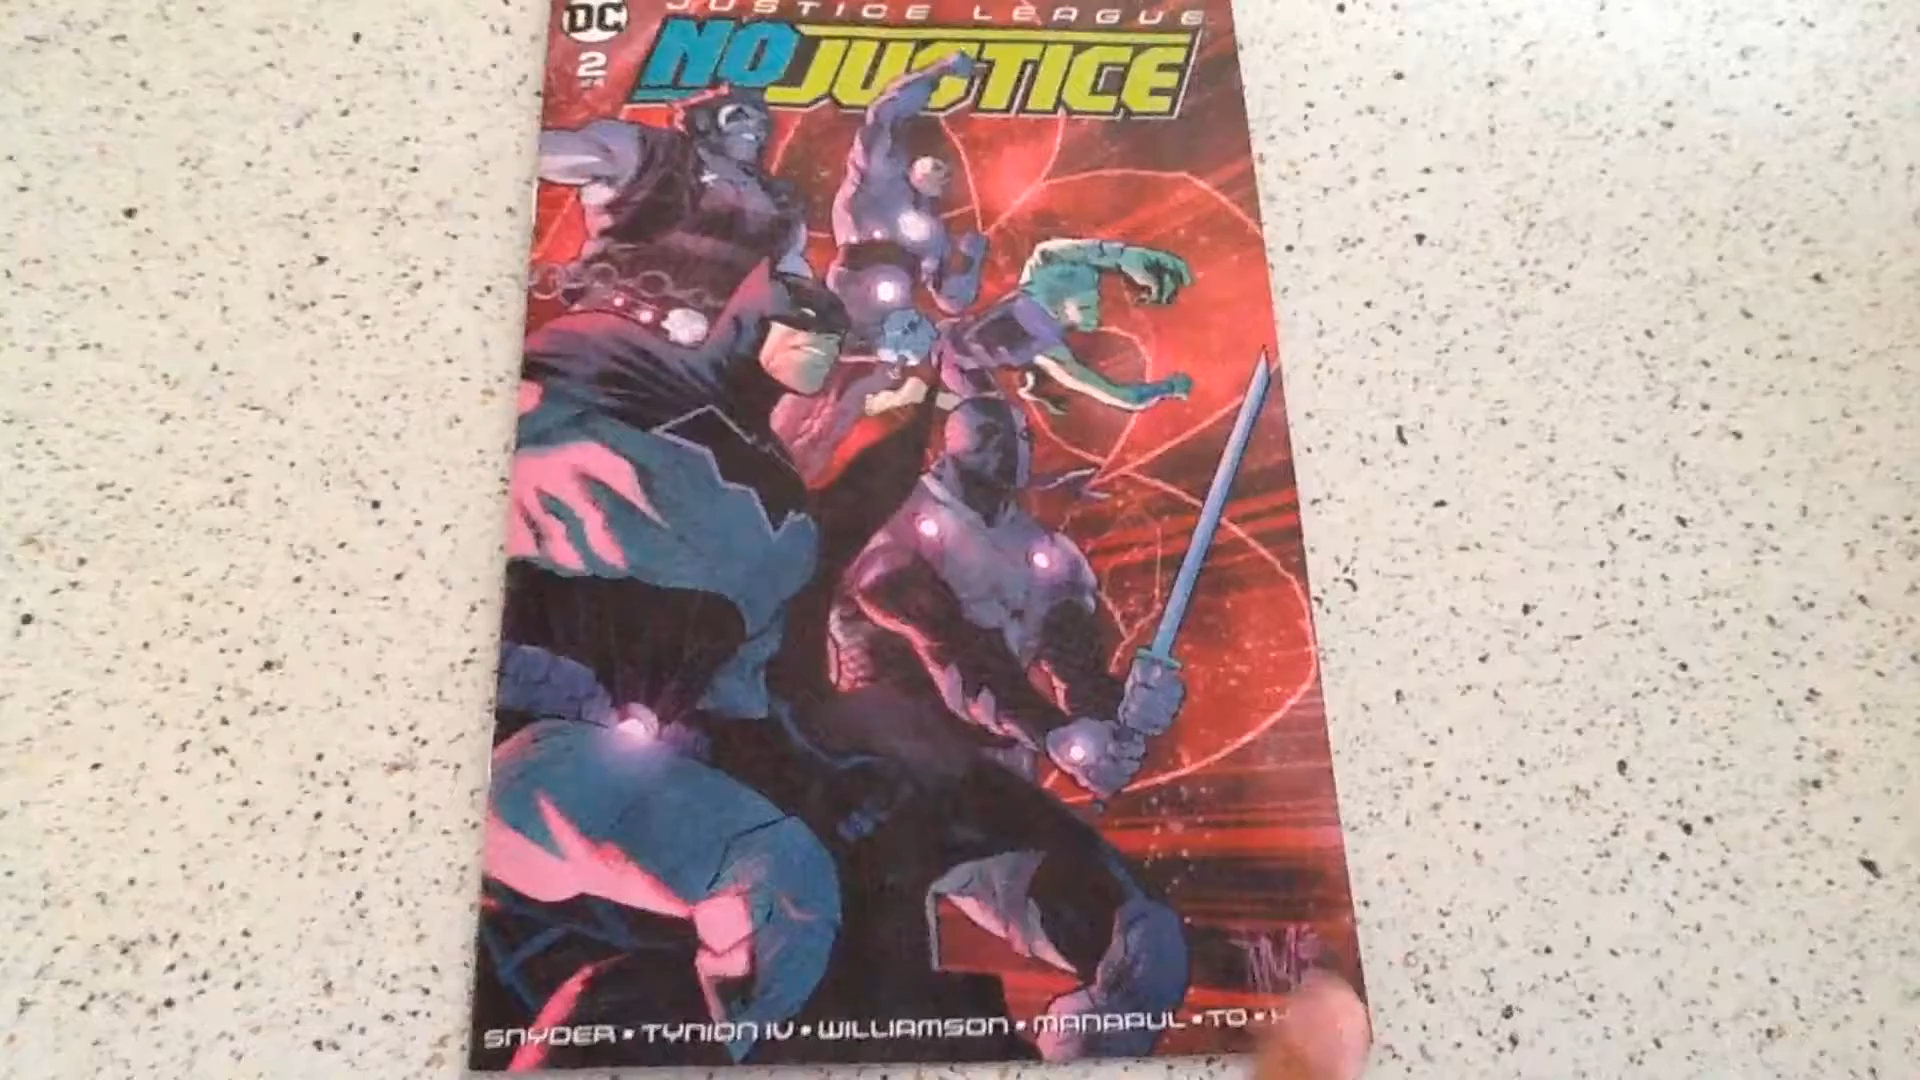 DC
JUSTICE LEAGUE
NO JUSTICE
2
SNYDER • TYNION IV • WILLIAMSON • MANAPUL • TO •